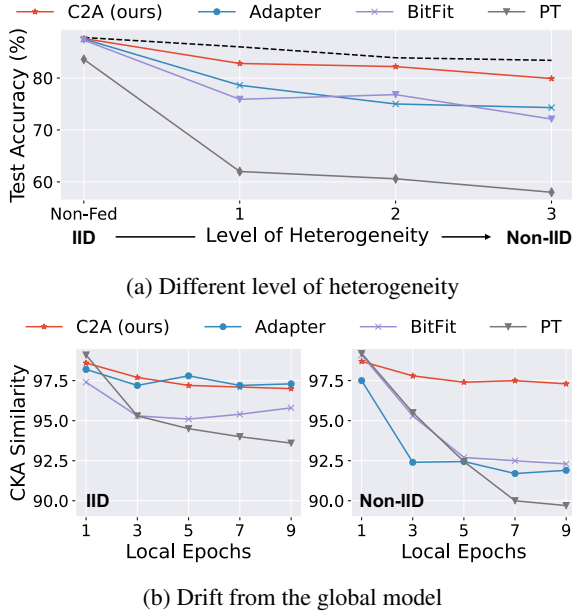 C2A (ours) Adapter BitFit PT
Test Accuracy (%)
80
70
60
Non-Fed 1 2 3
IID Level of Heterogeneity Non-IID
(a) Different level of heterogeneity
C2A (ours) Adapter BitFit PT
CKA Similarity
97.5 97.5
95.0 95.0
92.5 92.5
90.0 90.0
IID Non-IID
1 3 5 7 9 1 3 5 7 9
Local Epochs Local Epochs
(b) Drift from the global model